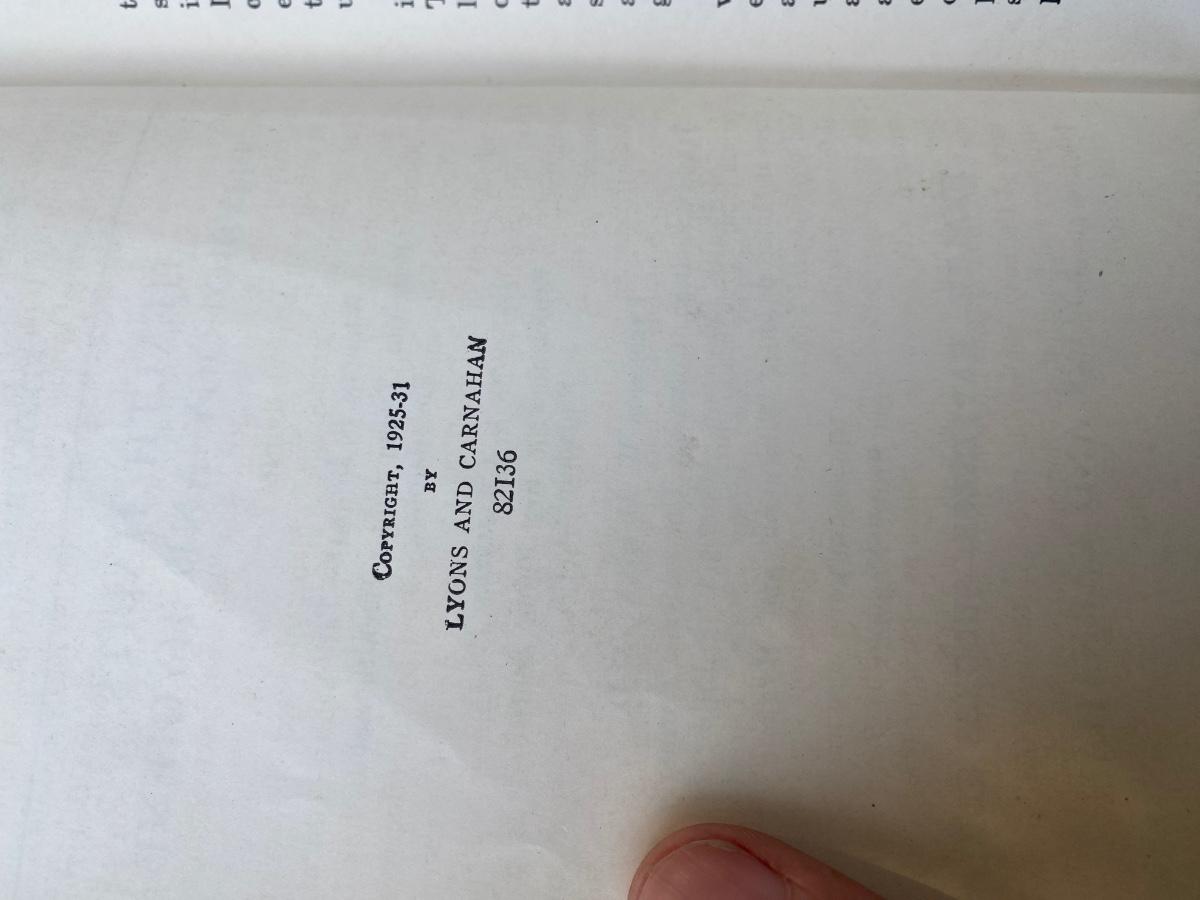 COPYRIGHT, 1925-31
BY
LYONS AND CARNAHAN
82136